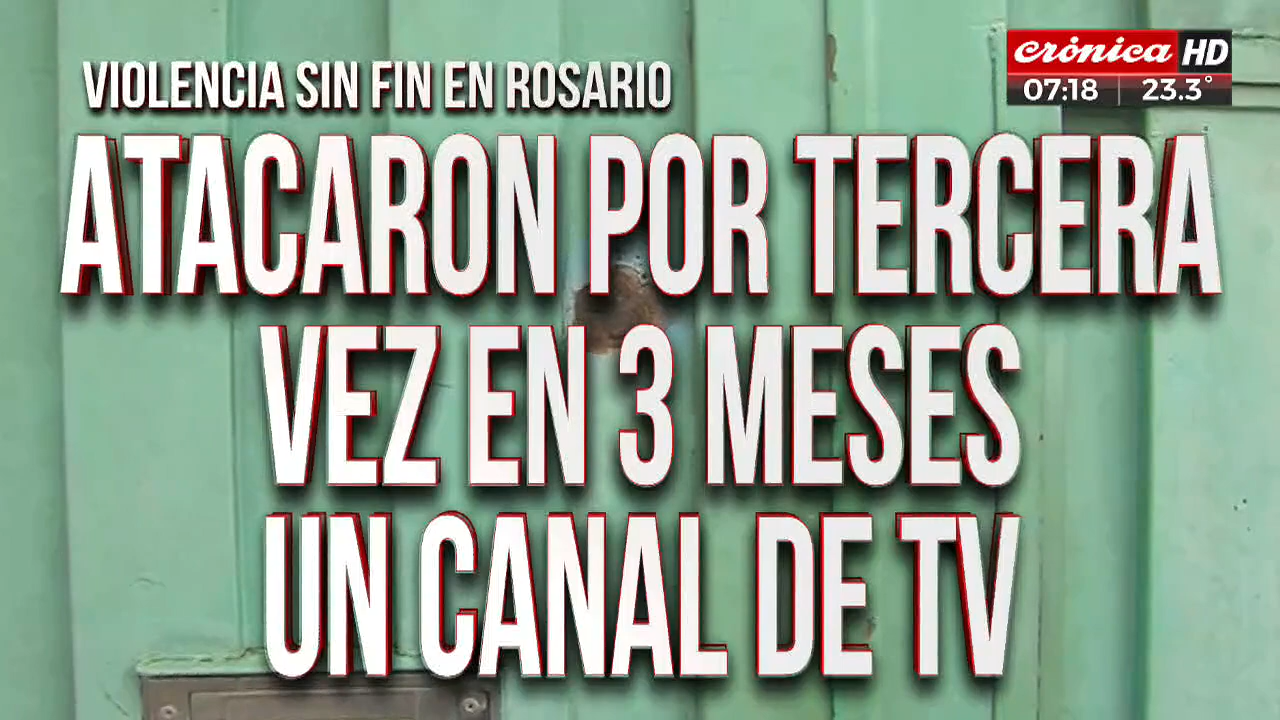 VIOLENCIA SIN FIN EN ROSARIO
crónica HD
07:18 23.3°
ATACARON POR TERCERA
VEZ EN 3 MESES
UN CANAL DE TV